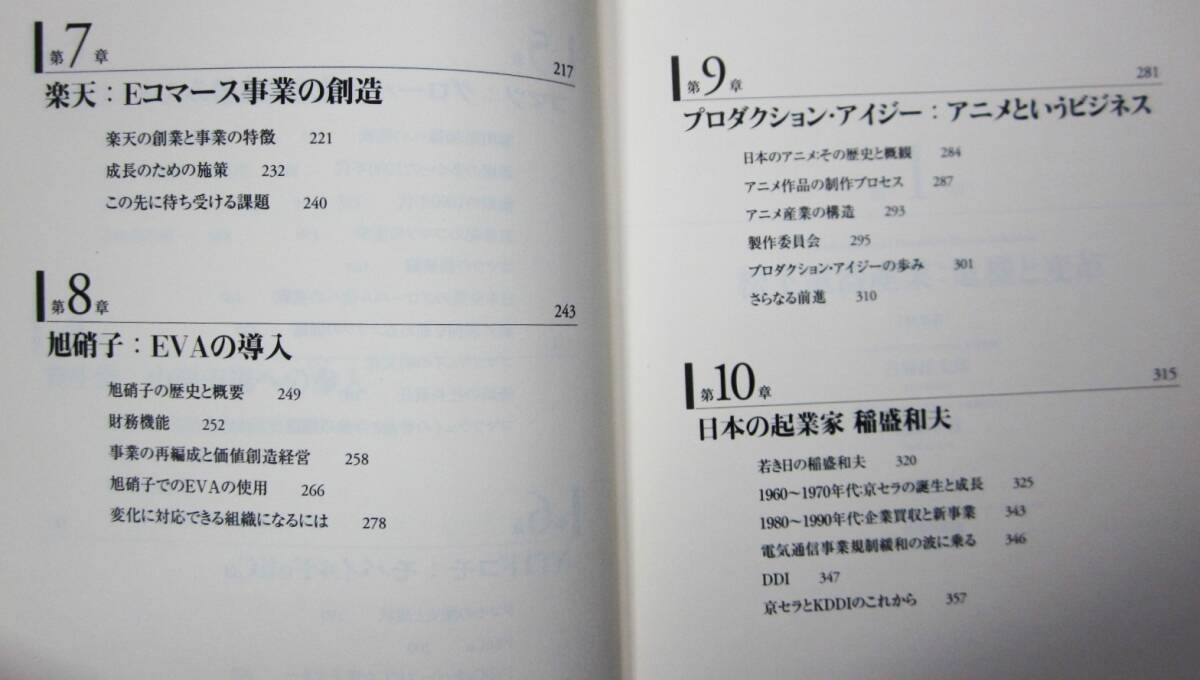 第7章 217
楽天：Eコマース事業の創造
楽天の創業と事業の特徴 221
成長のための施策 232
この先に待ち受ける課題 240
第8章 243
旭硝子：EVAの導入
旭硝子の歴史と概要 249
財務機能 252
事業の再編成と価値創造経営 258
旭硝子でのEVAの使用 266
変化に対応できる組織になるには 278
第9章 281
プロダクション・アイジー：アニメというビジネス
日本のアニメ:その歴史と概観 284
アニメ作品の制作プロセス 287
アニメ産業の構造 293
製作委員会 295
プロダクション・アイジーの歩み 301
さらなる前進 310
第10章 315
日本の起業家 稲盛和夫
若き日の稲盛和夫 320
1960〜1970年代:京セラの誕生と成長 325
1980〜1990年代:企業買収と新事業 343
電気通信事業規制緩和の波に乗る 346
DDI 347
京セラとKDDIのこれから 357